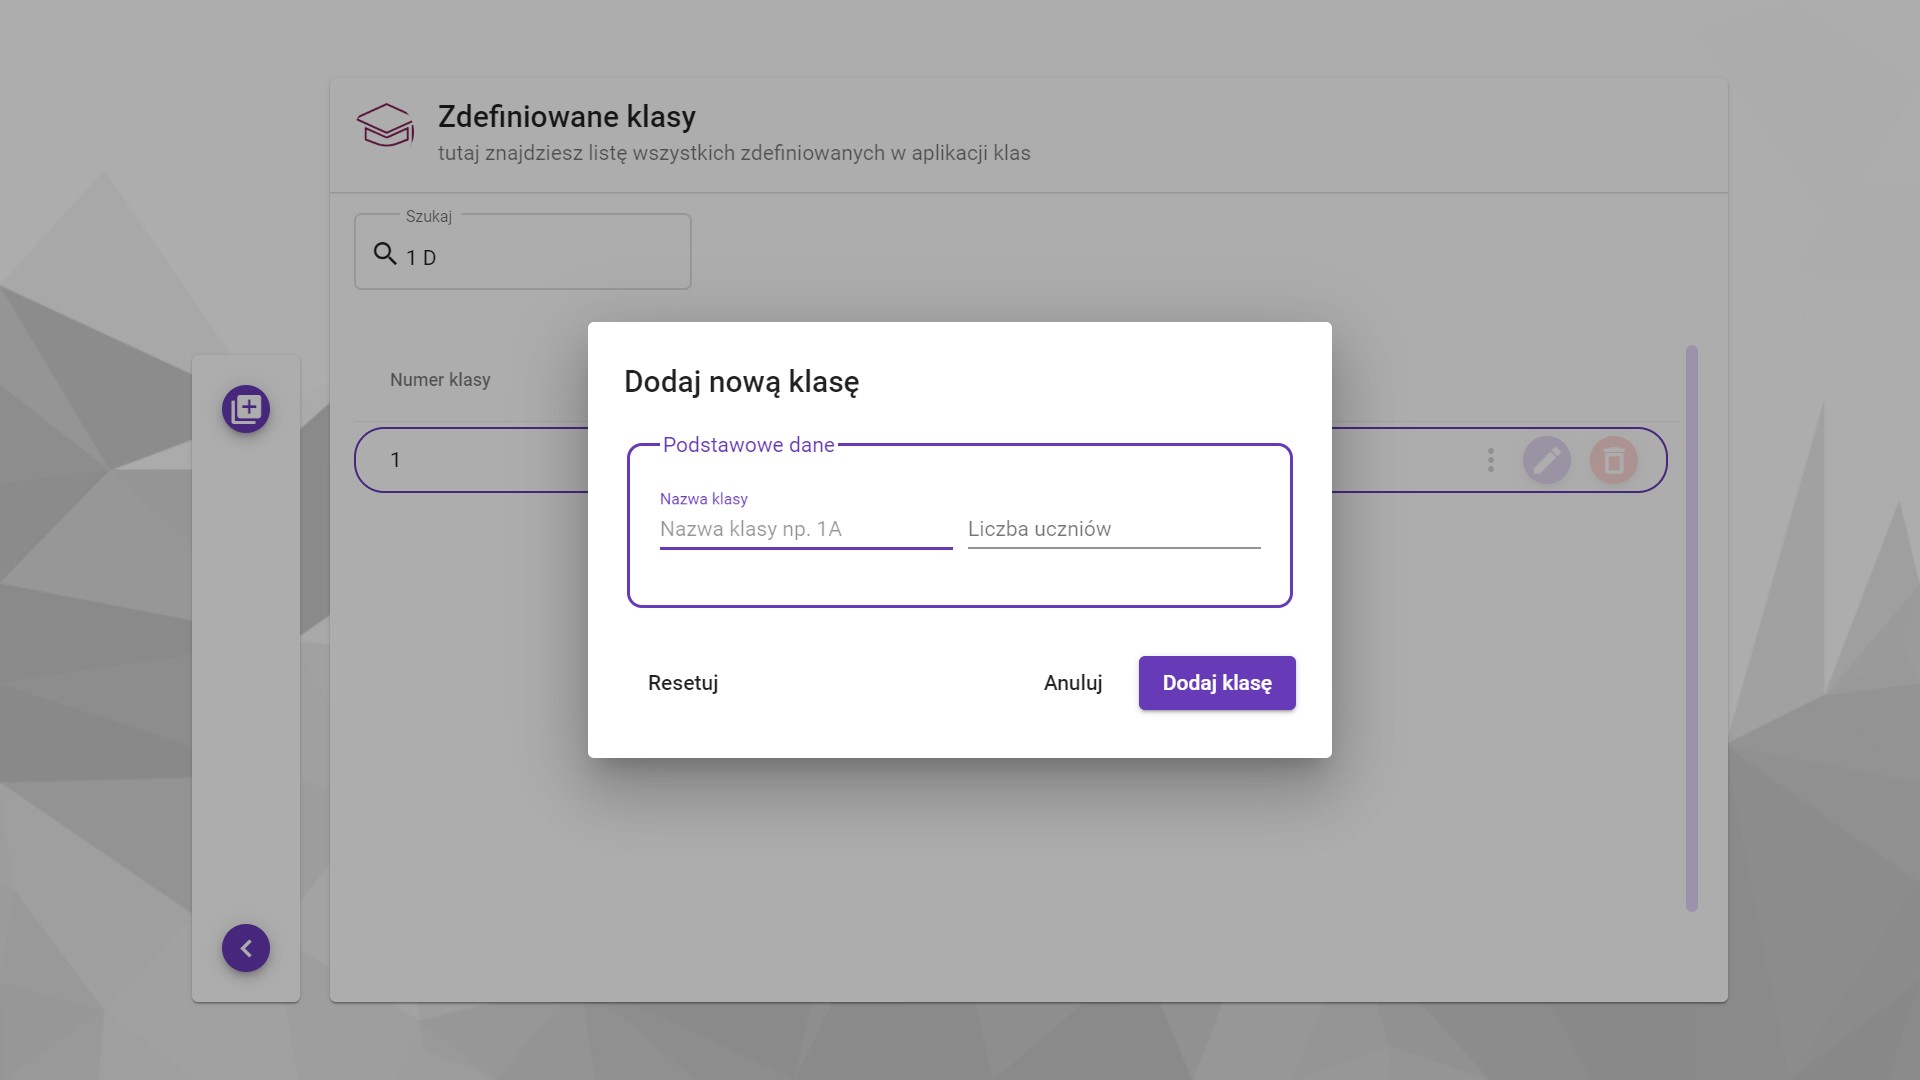 Zdefiniowane klasy
tutaj znajdziesz listę wszystkich zdefiniowanych w aplikacji klas
Szukaj
1 D
Numer klasy
1
Dodaj nową klasę
Podstawowe dane
Nazwa klasy
Nazwa klasy np. 1A
Liczba uczniów
Resetuj
Anuluj
Dodaj klasę